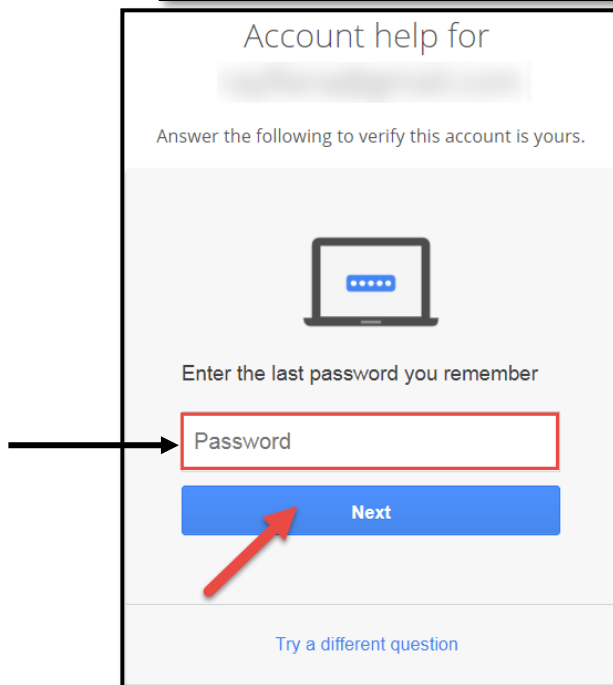 Account help for
Answer the following to verify this account is yours.
Enter the last password you remember
Password
Next
Try a different question